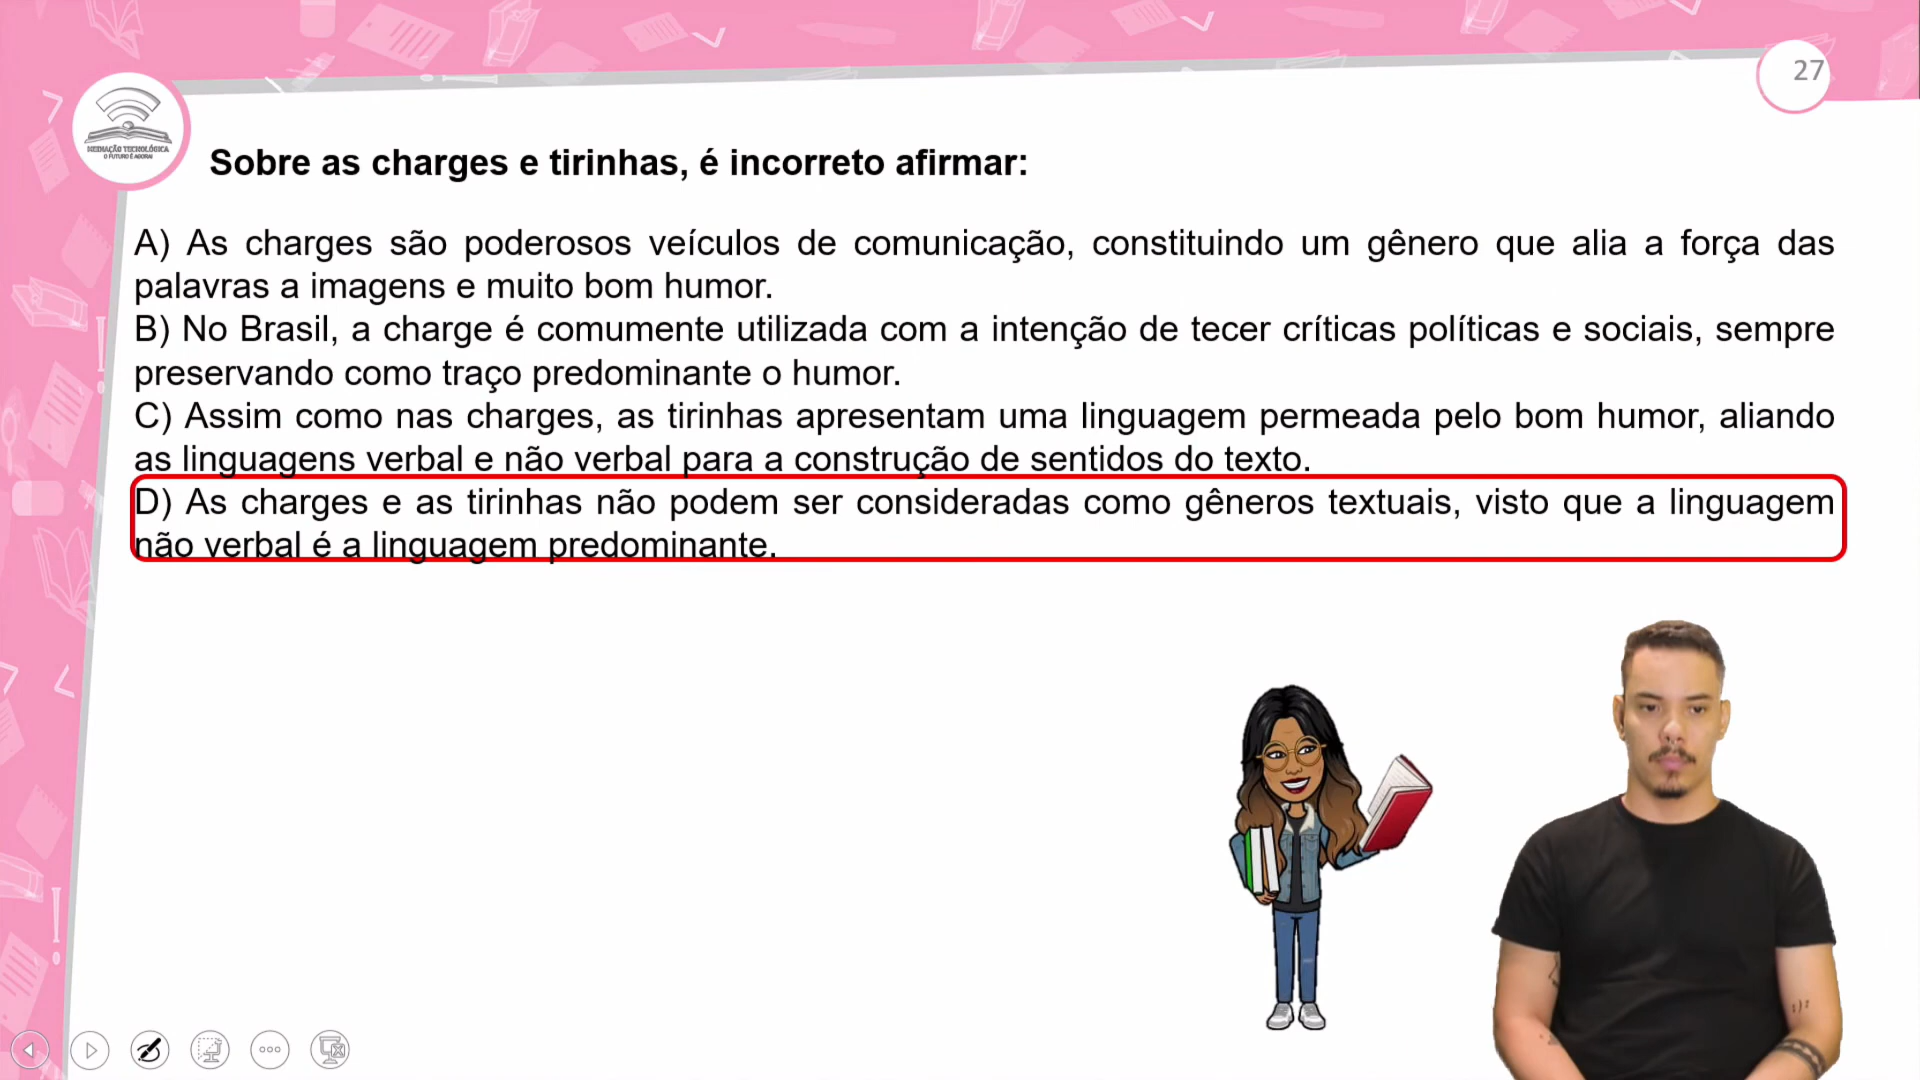 27
MEDIAÇÃO TECNOLÓGICA
O FUTURO É AGORA!
Sobre as charges e tirinhas, é incorreto afirmar:
A) As charges são poderosos veículos de comunicação, constituindo um gênero que alia a força das
palavras a imagens e muito bom humor.
B) No Brasil, a charge é comumente utilizada com a intenção de tecer críticas políticas e sociais, sempre
preservando como traço predominante o humor.
C) Assim como nas charges, as tirinhas apresentam uma linguagem permeada pelo bom humor, aliando
as linguagens verbal e não verbal para a construção de sentidos do texto.
D) As charges e as tirinhas não podem ser consideradas como gêneros textuais, visto que a linguagem
não verbal é a linguagem predominante.